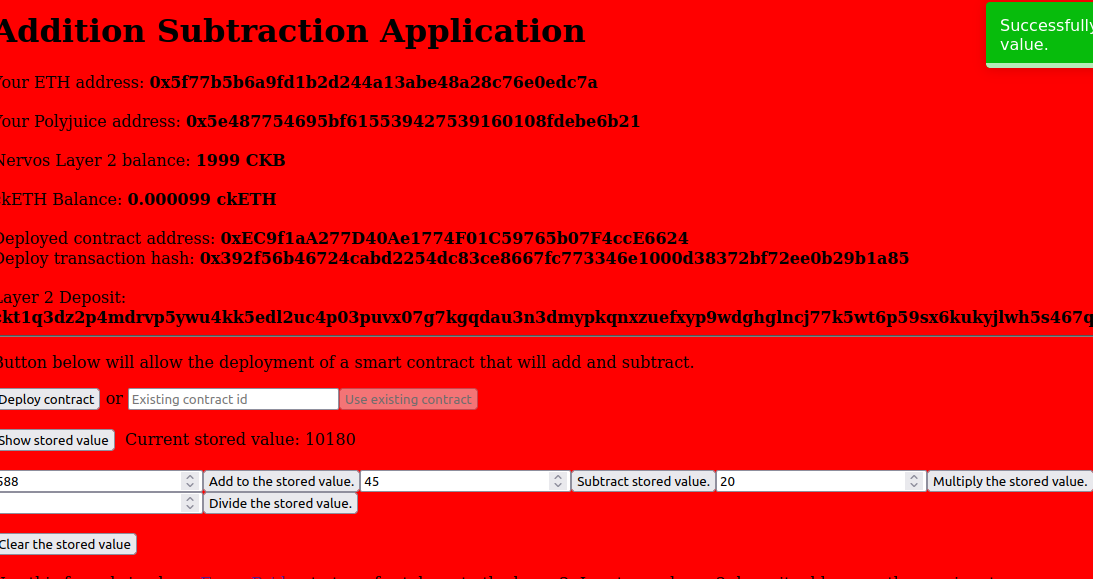 Addition Subtraction Application
Successfully
value.
Your ETH address: 0x5f77b5b6a9fd1b2d244a13abe48a28c76e0edc7a
Your Polyjuice address: 0x5e487754695bf615539427539160108fdebe6b21
Nervos Layer 2 balance: 1999 CKB
ckETH Balance: 0.000099 ckETH
Deployed contract address: 0xEC9f1aA277D40Ae1774F01C59765b07F4ccE6624
Deploy transaction hash: 0x392f56b46724cabd2254dc83ce8667fc773346e1000d38372bf72ee0b29b1a85
Layer 2 Deposit:
ckt1q3dz2p4mdrvp5ywu4kk5edl2uc4p03puvx07g7kgqdau3n3dmypkqnxzuefxyp9wdghglncj77k5wt6p59sx6kukyjlwh5s467q
Button below will allow the deployment of a smart contract that will add and subtract.
Deploy contract or Existing contract id Use existing contract
Show stored value Current stored value: 10180
588 Add to the stored value. 45 Subtract stored value. 20 Multiply the stored value.
Divide the stored value.
Clear the stored value